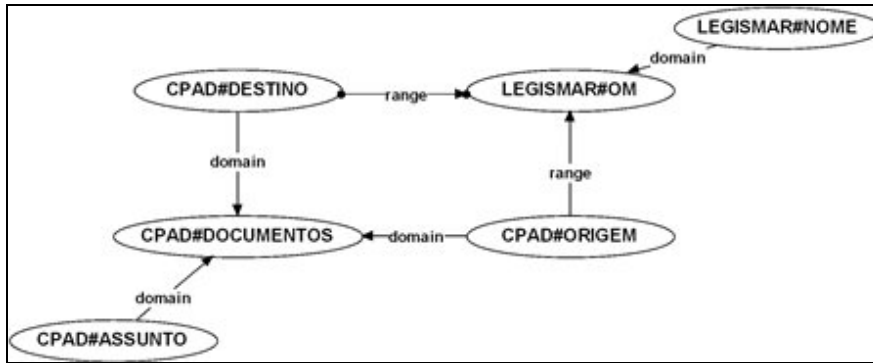 LEGISMAR#NOME
domain
CPAD#DESTINO
range
LEGISMAR#OM
domain
range
CPAD#DOCUMENTOS
domain
CPAD#ORIGEM
domain
CPAD#ASSUNTO